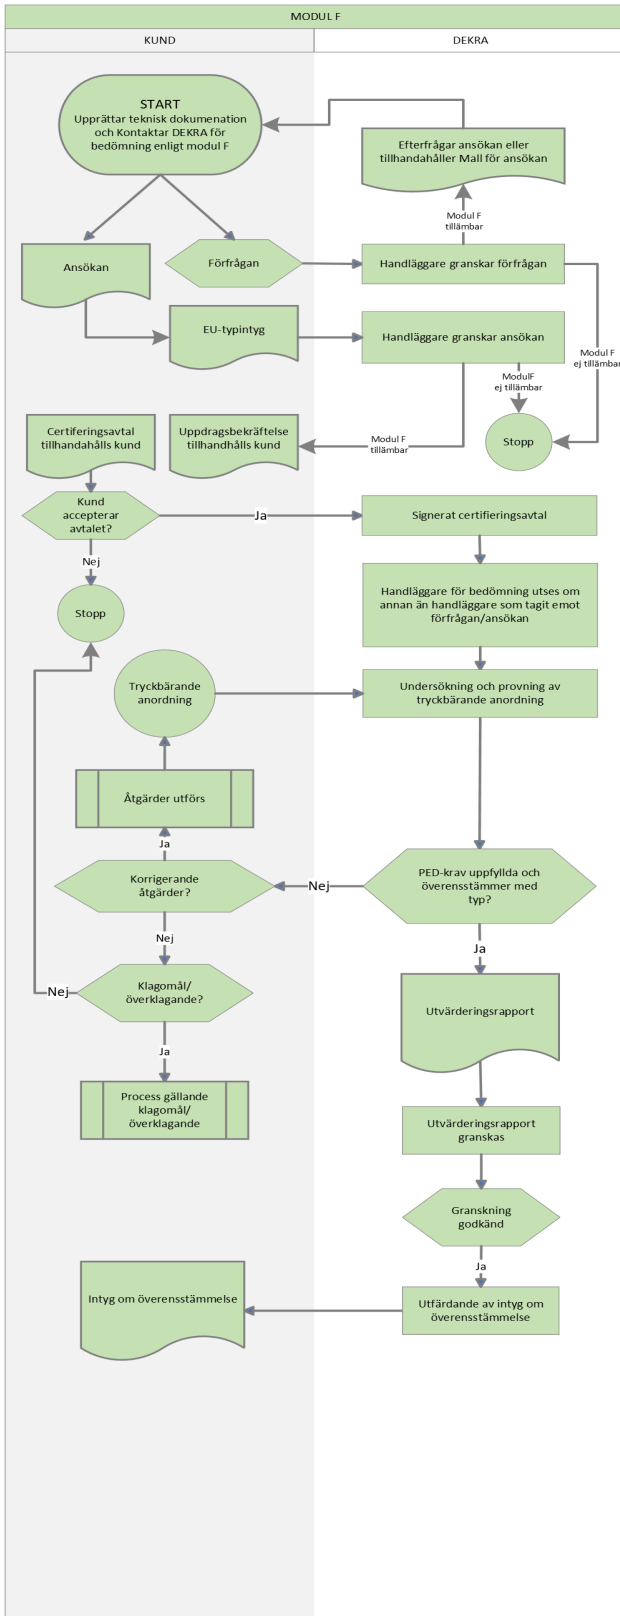 MODUL F
KUND
DEKRA
START
Upprättar teknisk dokumenation
och Kontaktar DEKRA för
bedömning enligt modul F
Efterfrågar ansökan eller
tillhandahåller Mall för ansökan
Modul F
tillämbar
Ansökan
Förfrågan
Handläggare granskar förfrågan
EU-typintyg
Handläggare granskar ansökan
Modul F
ej tillämbar
ModulF
ej tillämbar
Certiferingsavtal
tillhandahålls kund
Uppdragsbekräftelse
tillhandhålls kund
Modul F
tillämbar
Stopp
Kund
accepterar
avtalet?
Ja
Signerat certifieringsavtal
Nej
Stopp
Handläggare för bedömning utses om
annan än handläggare som tagit emot
förfrågan/ansökan
Tryckbärande
anordning
Undersökning och provning av
tryckbärande anordning
Åtgärder utförs
Ja
Korrigerande
åtgärder?
Nej
PED-krav uppfyllda och
överensstämmer med
typ?
Nej
Ja
Klagomål/
överklagande?
Nej
Utvärderingsrapport
Ja
Process gällande
klagomål/
överklagande
Utvärderingsrapport
granskas
Granskning
godkänd
Ja
Intyg om överensstämmelse
Utfärdande av intyg om
överensstämmelse